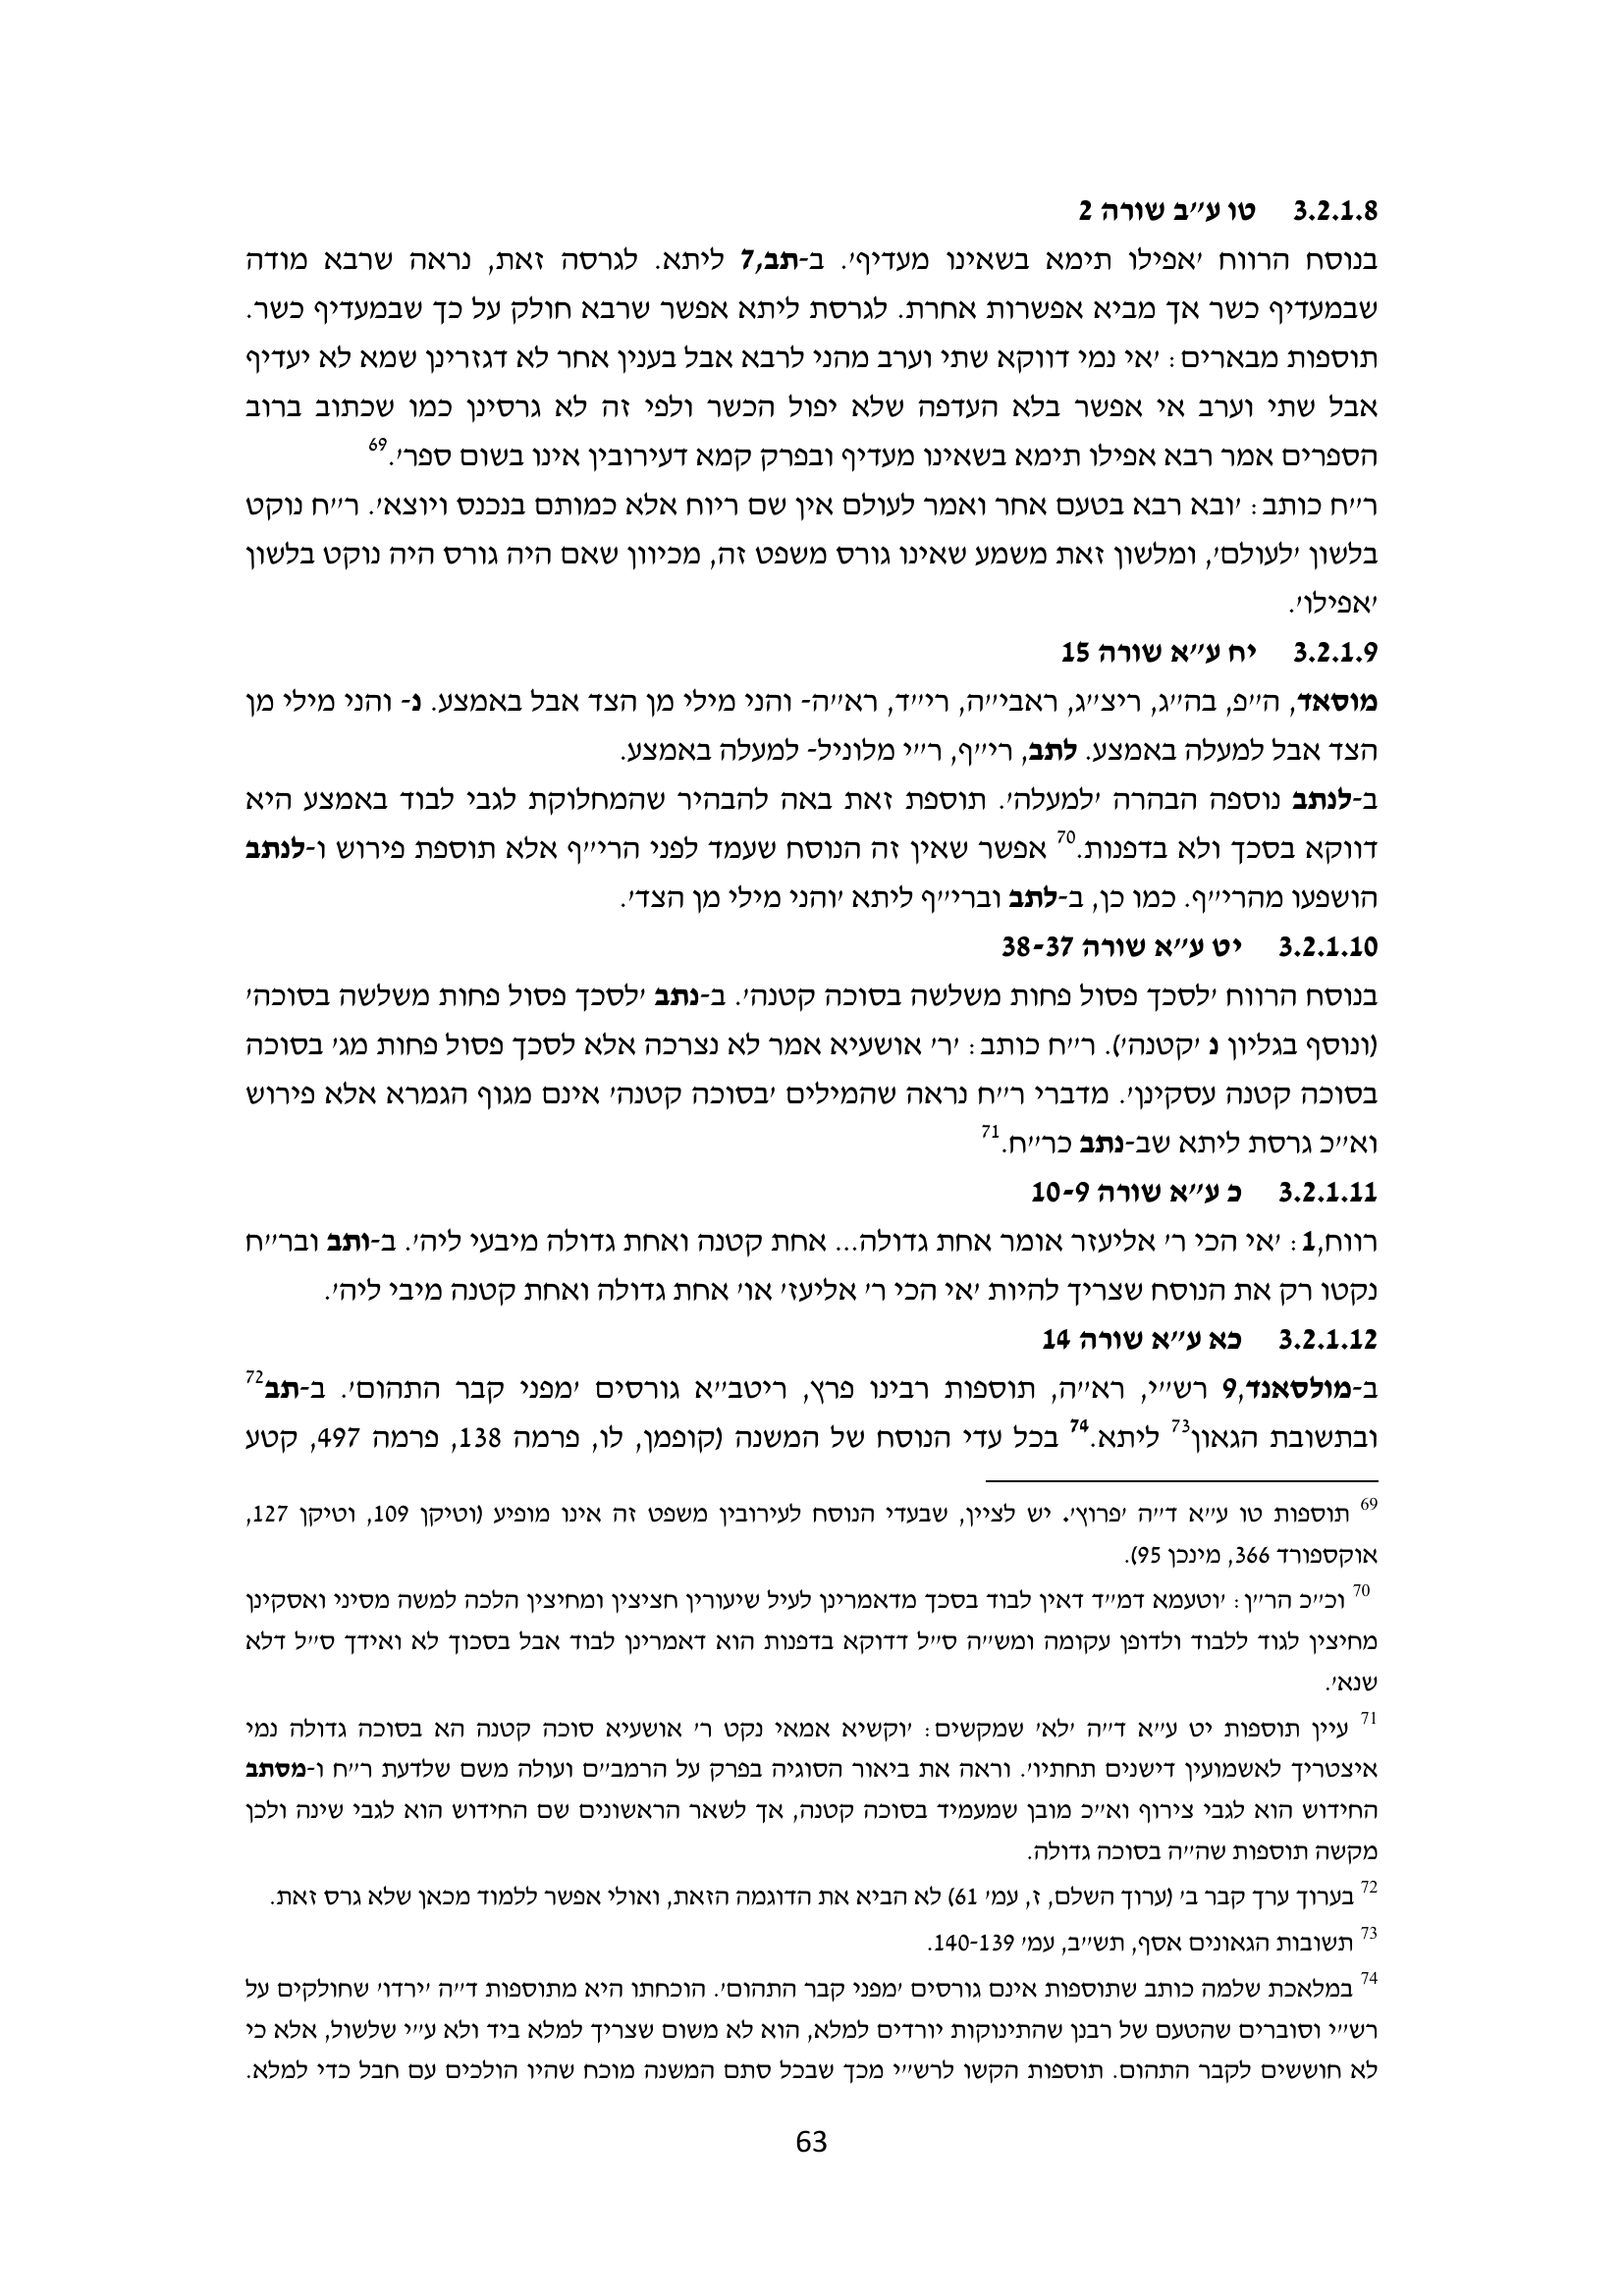 3.2.1.8 טו ע״ב שורה 2
בנוסח הרווח ׳אפילו תימא בשאינו מעדיף׳. ב-תב,7 ליתא. לגרסה זאת, נראה שרבא מודה
שבמעדיף כשר אך מביא אפשרות אחרת. לגרסת ליתא אפשר שרבא חולק על כך שבמעדיף כשר.
תוספות מבארים: ׳אי נמי דווקא שתי וערב מהני לרבא אבל בענין אחר לא דגזרינן שמא לא יעדיף
אבל שתי וערב אי אפשר בלא העדפה שלא יפול הכשר ולפי זה לא גרסינן כמו שכתוב ברוב
הספרים אמר רבא אפילו תימא בשאינו מעדיף ובפרק קמא דעירובין אינו בשום ספר׳.69
ר״ח כותב: ׳ובא רבא בטעם אחר ואמר לעולם אין שם ריוח אלא כמותם בנכנס ויוצא׳. ר״ח נוקט
בלשון ׳לעולם׳, ומלשון זאת משמע שאינו גורס משפט זה, מכיוון שאם היה גורס היה נוקט בלשון
׳אפילו׳.
3.2.1.9 יח ע״א שורה 15
מוסאד, ה״פ, בה״ג, ריצ״ג, ראבי״ה, רי״ד, רא״ה- והני מילי מן הצד אבל באמצע. נ- והני מילי מן
הצד אבל למעלה באמצע. לתב, רי״ף, ר״י מלוניל- למעלה באמצע.
ב-לנתב נוספה הבהרה ׳למעלה׳. תוספת זאת באה להבהיר שהמחלוקת לגבי לבוד באמצע היא
דווקא בסכך ולא בדפנות.70 אפשר שאין זה הנוסח שעמד לפני הרי״ף אלא תוספת פירוש ו-לנתב
הושפעו מהרי״ף. כמו כן, ב-לתב וברי״ף ליתא ׳והני מילי מן הצד׳.
3.2.1.10 יט ע״א שורה 38-37
בנוסח הרווח ׳לסכך פסול פחות משלשה בסוכה קטנה׳. ב-נתב ׳לסכך פסול פחות משלשה בסוכה׳
(ונוסף בגליון נ ׳קטנה׳). ר״ח כותב: ׳ר׳ אושעיא אמר לא נצרכה אלא לסכך פסול פחות מג׳ בסוכה
בסוכה קטנה עסקינן׳. מדברי ר״ח נראה שהמילים ׳בסוכה קטנה׳ אינם מגוף הגמרא אלא פירוש
וא״כ גרסת ליתא שב-נתב כר״ח.71
3.2.1.11 כ ע״א שורה 10-9
רווח,1: ׳אי הכי ר׳ אליעזר אומר אחת גדולה... אחת קטנה ואחת גדולה מיבעי ליה׳. ב-ותב ובר״ח
נקטו רק את הנוסח שצריך להיות ׳אי הכי ר׳ אליעז׳ או׳ אחת גדולה ואחת קטנה מיבי ליה׳.
3.2.1.12 כא ע״א שורה 14
ב-מולסאנד,9 רש״י, רא״ה, תוספות רבינו פרץ, ריטב״א גורסים ׳מפני קבר התהום׳. ב-תב72
ובתשובת הגאון73 ליתא.74 בכל עדי הנוסח של המשנה (קופמן, לו, פרמה 138, פרמה 497, קטע
69 תוספות טו ע״א ד״ה ׳פרוץ׳. יש לציין, שבעדי הנוסח לעירובין משפט זה אינו מופיע (וטיקן 109, וטיקן 127,
אוקספורד 366, מינכן 95).
70 וכ״כ הר״ן: ׳וטעמא דמ״ד דאין לבוד בסכך מדאמרינן לעיל שיעורין חציצין ומחיצין הלכה למשה מסיני ואסקינן
מחיצין לגוד ללבוד ולדופן עקומה ומש״ה ס״ל דדוקא בדפנות הוא דאמרינן לבוד אבל בסכוך לא ואידך ס״ל דלא
שנא׳.
71 עיין תוספות יט ע״א ד״ה ׳לא׳ שמקשים: ׳וקשיא אמאי נקט ר׳ אושעיא סוכה קטנה הא בסוכה גדולה נמי
איצטריך לאשמועין דישנים תחתיו׳. וראה את ביאור הסוגיה בפרק על הרמב״ם ועולה משם שלדעת ר״ח ו-מסתב
החידוש הוא לגבי צירוף וא״כ מובן שמעמיד בסוכה קטנה, אך לשאר הראשונים שם החידוש הוא לגבי שינה ולכן
מקשה תוספות שה״ה בסוכה גדולה.
72 בערוך ערך קבר ב׳ (ערוך השלם, ז, עמ׳ 61) לא הביא את הדוגמה הזאת, ואולי אפשר ללמוד מכאן שלא גרס זאת.
73 תשובות הגאונים אסף, תש״ב, עמ׳ 140-139.
74 במלאכת שלמה כותב שתוספות אינם גורסים ׳מפני קבר התהום׳. הוכחתו היא מתוספות ד״ה ׳ירדו׳ שחולקים על
רש״י וסוברים שהטעם של רבנן שהתינוקות יורדים למלא, הוא לא משום שצריך למלא ביד ולא ע״י שלשול, אלא כי
לא חוששים לקבר התהום. תוספות הקשו לרש״י מכך שבכל סתם המשנה מוכח שהיו הולכים עם חבל כדי למלא.
63